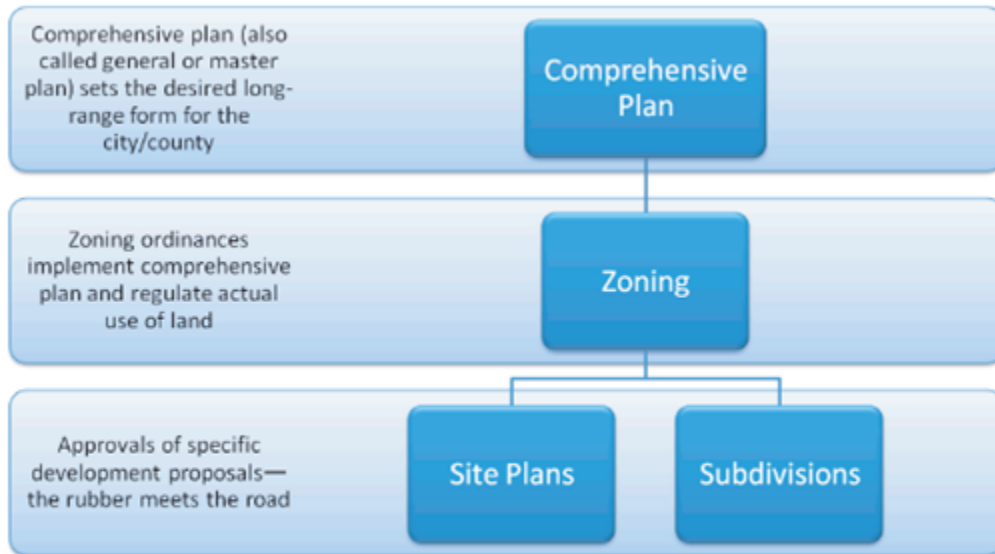 Comprehensive plan (also
called general or master
plan) sets the desired long-
range form for the
city/county
Comprehensive
Plan
Zoning ordinances
implement comprehensive
plan and regulate actual
use of land
Zoning
Approvals of specific
development proposals—
the rubber meets the road
Site Plans
Subdivisions